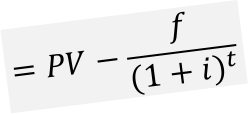 = PV − f/(1 + i)^t